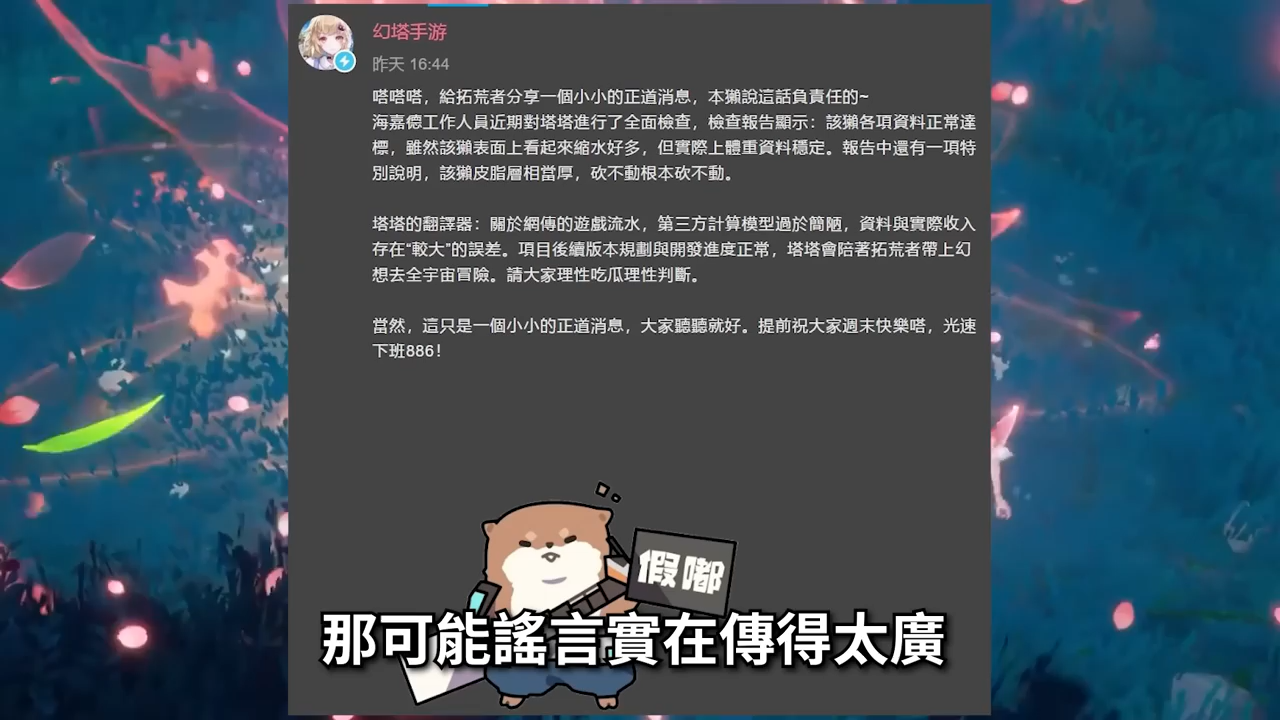 幻塔手游
昨天 16:44
嗒嗒嗒，給拓荒者分享一個小小的正道消息，本獺說這話負責任的~
海嘉德工作人員近期對塔塔進行了全面檢查，檢查報告顯示：該獺各項資料正常達
標，雖然該獺表面上看起來縮水好多，但實際上體重資料穩定。報告中還有一項特
別說明，該獺皮脂層相當厚，砍不動根本砍不動。
塔塔的翻譯器：關於網傳的遊戲流水，第三方計算模型過於簡陋，資料與實際收入
存在“較大”的誤差。項目後續版本規劃與開發進度正常，塔塔會陪著拓荒者帶上幻
想去全宇宙冒險。請大家理性吃瓜理性判斷。
當然，這只是一個小小的正道消息，大家聽聽就好。提前祝大家週末快樂嗒，光速
下班886！
假嘟
那可能謠言實在傳得太廣